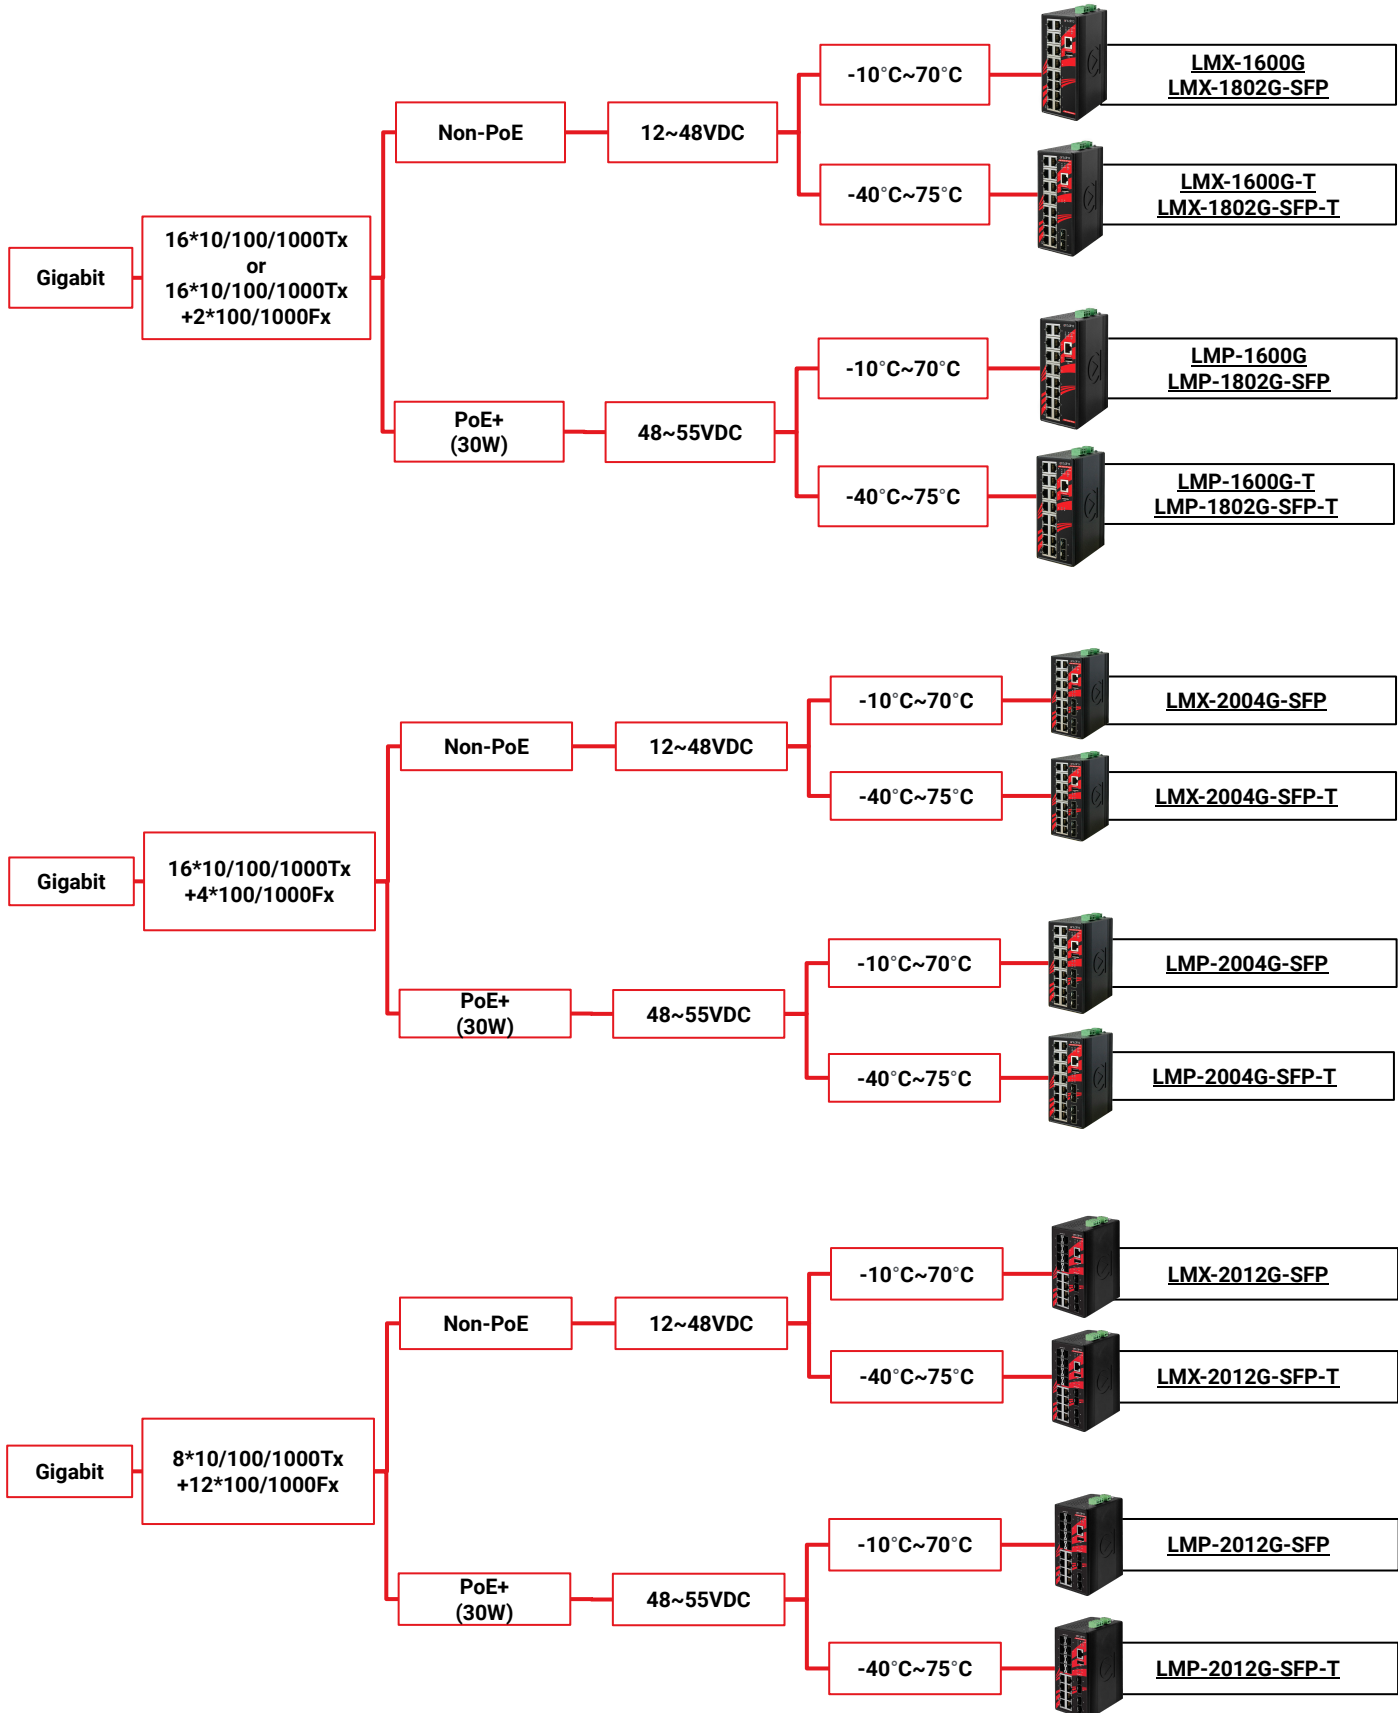 Gigabit
16*10/100/1000Tx
or
16*10/100/1000Tx
+2*100/1000Fx
Non-PoE
12~48VDC
-10°C~70°C
LMX-1600G
LMX-1802G-SFP
-40°C~75°C
LMX-1600G-T
LMX-1802G-SFP-T
PoE+
(30W)
48~55VDC
-10°C~70°C
LMP-1600G
LMP-1802G-SFP
-40°C~75°C
LMP-1600G-T
LMP-1802G-SFP-T
Gigabit
16*10/100/1000Tx
+4*100/1000Fx
Non-PoE
12~48VDC
-10°C~70°C
LMX-2004G-SFP
-40°C~75°C
LMX-2004G-SFP-T
PoE+
(30W)
48~55VDC
-10°C~70°C
LMP-2004G-SFP
-40°C~75°C
LMP-2004G-SFP-T
Gigabit
8*10/100/1000Tx
+12*100/1000Fx
Non-PoE
12~48VDC
-10°C~70°C
LMX-2012G-SFP
-40°C~75°C
LMX-2012G-SFP-T
PoE+
(30W)
48~55VDC
-10°C~70°C
LMP-2012G-SFP
-40°C~75°C
LMP-2012G-SFP-T